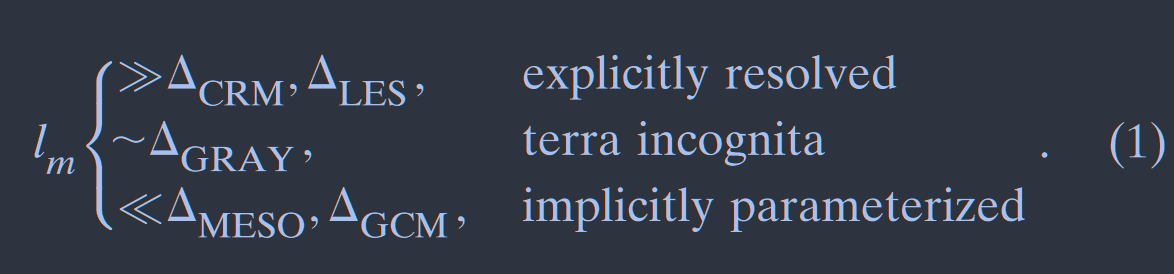 ≫Δ_CRM, Δ_LES, explicitly resolved
l_m { ~Δ_GRAY, terra incognita . (1)
≪Δ_MESO, Δ_GCM, implicitly parameterized